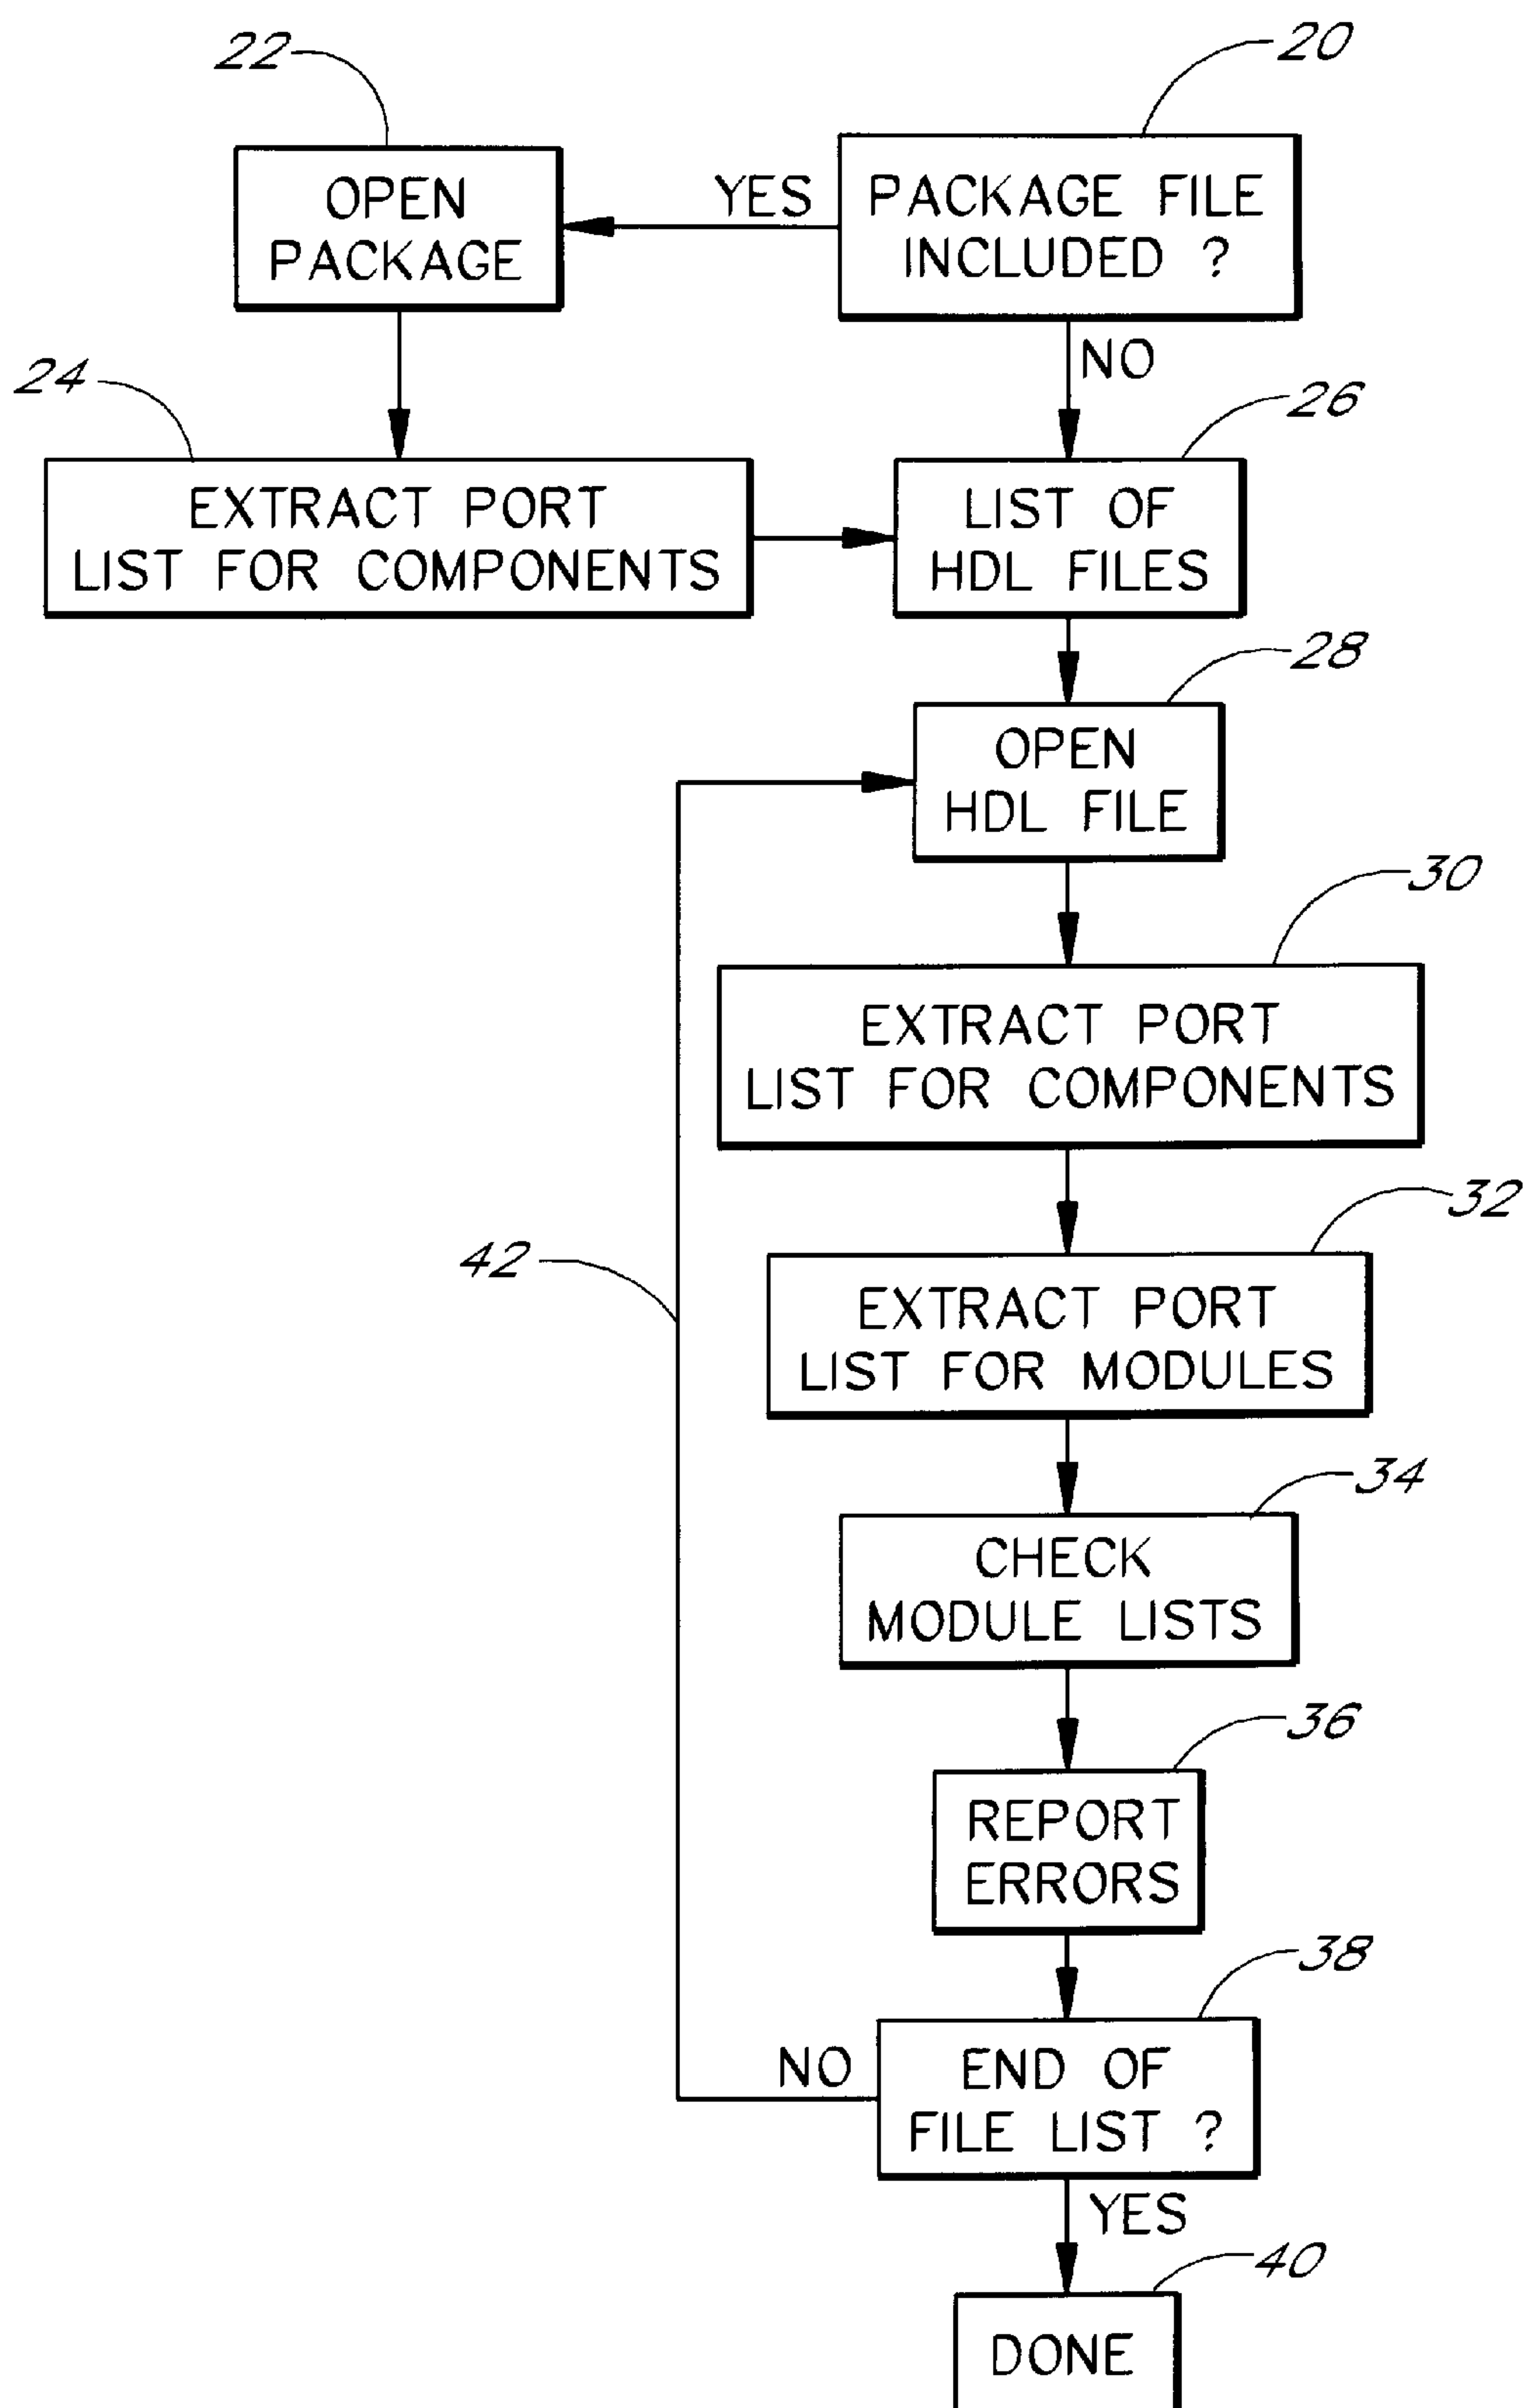 22
20
OPEN
PACKAGE
YES
PACKAGE FILE
INCLUDED ?
NO
24
26
EXTRACT PORT
LIST FOR COMPONENTS
LIST OF
HDL FILES
28
OPEN
HDL FILE
30
EXTRACT PORT
LIST FOR COMPONENTS
32
42
EXTRACT PORT
LIST FOR MODULES
34
CHECK
MODULE LISTS
36
REPORT
ERRORS
38
NO
END OF
FILE LIST ?
YES
40
DONE